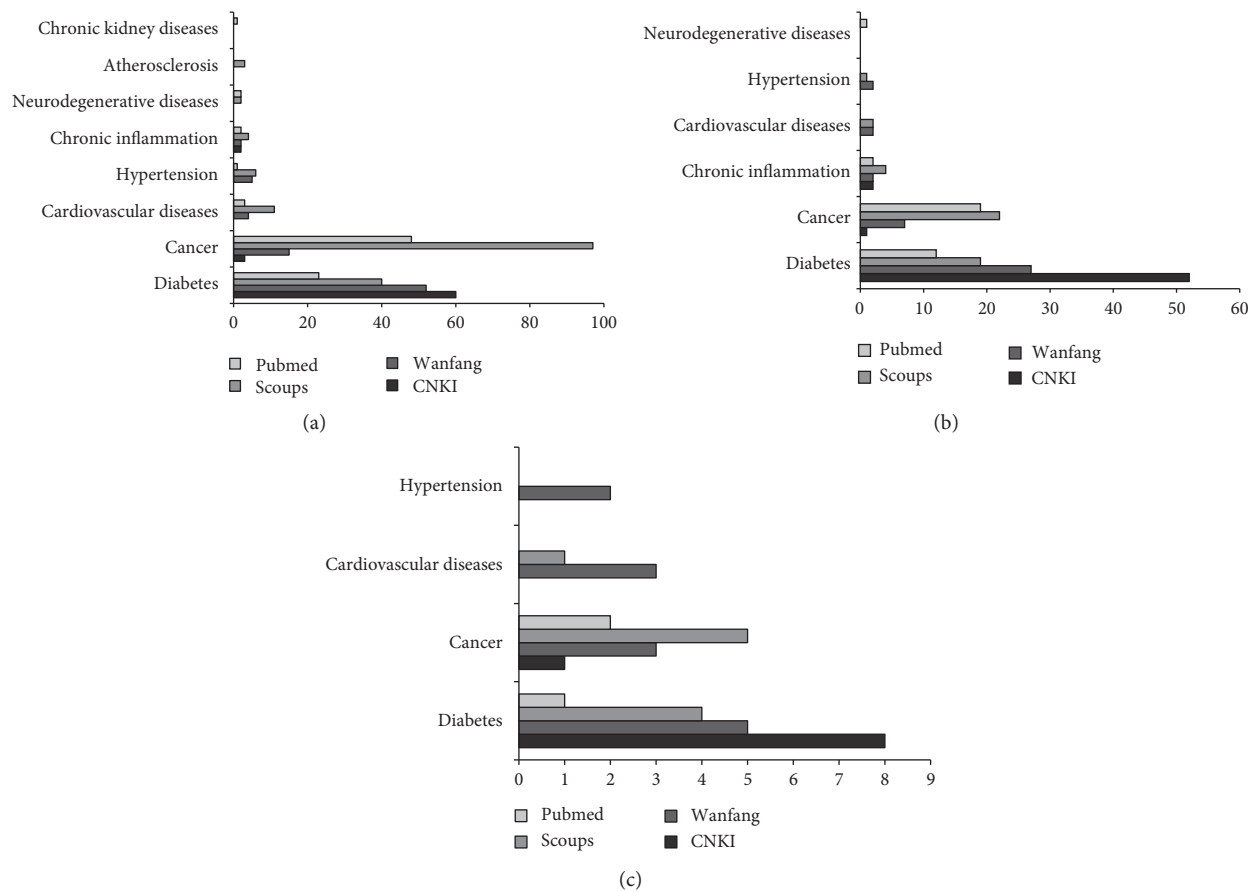 Chronic kidney diseases
Atherosclerosis
Neurodegenerative diseases
Chronic inflammation
Hypertension
Cardiovascular diseases
Cancer
Diabetes
0 20 40 60 80 100
Pubmed Wanfang
Scoups CNKI
(a)
Neurodegenerative diseases
Hypertension
Cardiovascular diseases
Chronic inflammation
Cancer
Diabetes
0 10 20 30 40 50 60
Pubmed Wanfang
Scoups CNKI
(b)
Hypertension
Cardiovascular diseases
Cancer
Diabetes
0 1 2 3 4 5 6 7 8 9
Pubmed Wanfang
Scoups CNKI
(c)